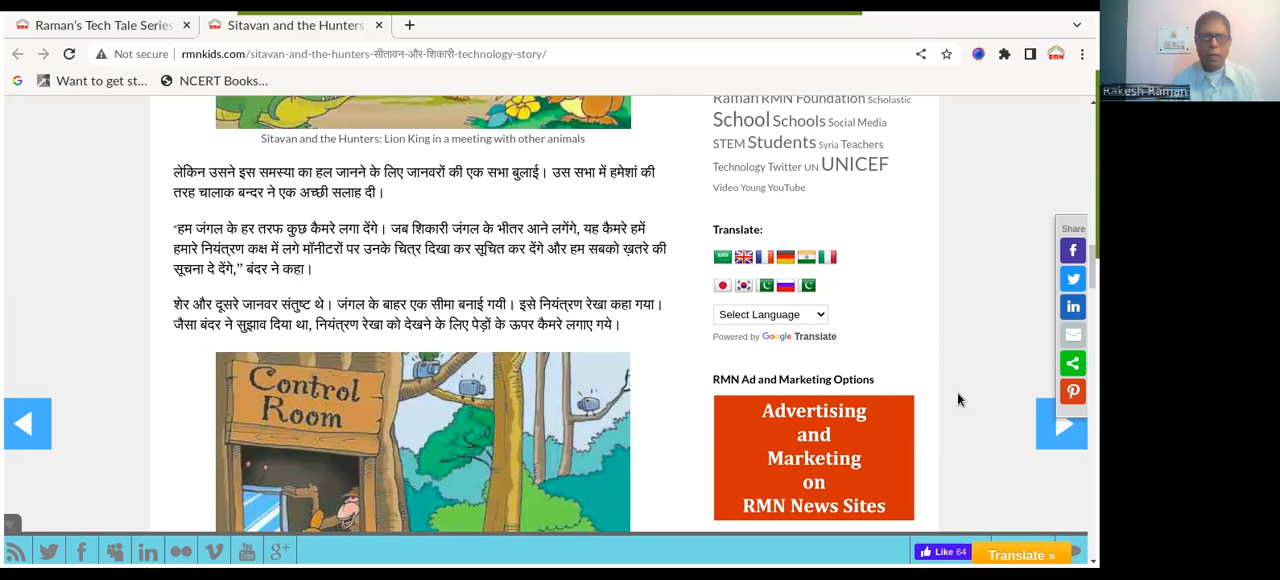 Raman's Tech Tale Series
Sitavan and the Hunters
Not secure
rmnkids.com/sitavan-and-the-hunters-सीतावन-और-शिकारी-technology-story/
Want to get st...
NCERT Books...
Rakesh Raman
Sitavan and the Hunters: Lion King in a meeting with other animals
लेकिन उसने इस समस्या का हल जानने के लिए जानवरों की एक सभा बुलाई। उस सभा में हमेशां की
तरह चालाक बन्दर ने एक अच्छी सलाह दी।
“हम जंगल के हर तरफ कुछ कैमरे लगा देंगे। जब शिकारी जंगल के भीतर आने लगेंगे, यह कैमरे हमें
हमारे नियंत्रण कक्ष में लगे मॉनीटरों पर उनके चित्र दिखा कर सूचित कर देंगे और हम सबको ख़तरे की
सूचना दे देंगे,” बंदर ने कहा।
शेर और दूसरे जानवर संतुष्ट थे। जंगल के बाहर एक सीमा बनाई गयी। इसे नियंत्रण रेखा कहा गया।
जैसा बंदर ने सुझाव दिया था, नियंत्रण रेखा को देखने के लिए पेड़ों के ऊपर कैमरे लगाए गये।
Control
Room
Raman RMN Foundation Scholastic
School Schools Social Media
STEM Students Syria Teachers
Technology Twitter UN UNICEF
Video Young YouTube
Translate:
Select Language
Powered by Google Translate
RMN Ad and Marketing Options
Advertising
and
Marketing
on
RMN News Sites
Share
Like 64
Translate »